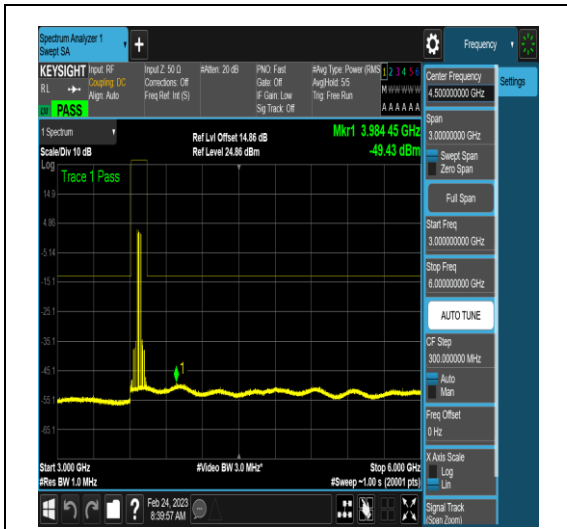 Spectrum Analyzer 1
Swept SA
Frequency
KEYSIGHT
RL
PASS
Input: RF
Coupling: DC
Align: Auto
Input Z: 50 Ω
Corrections: Off
Freq Ref: Int (S)
#Atten: 20 dB
PNO: Fast
Gate: Off
IF Gain: Low
Sig Track: Off
#Avg Type: Power (RMS
Avg|Hold: 5/5
Trig: Free Run
1 2 3 4 5 6
M W W W W W
A A A A A A
1 Spectrum
Scale/Div 10 dB
Ref Lvl Offset 14.86 dB
Ref Level 24.86 dBm
Mkr1 3.984 45 GHz
-49.43 dBm
Log
Trace 1 Pass
14.9
4.86
-5.14
-15.1
-25.1
-35.1
-45.1
-55.1
-65.1
1
Start 3.000 GHz
#Res BW 1.0 MHz
#Video BW 3.0 MHz*
Stop 6.000 GHz
#Sweep ~1.00 s (20001 pts)
Feb 24, 2023
8:39:57 AM
Center Frequency
4.500000000 GHz
Settings
Span
3.00000000 GHz
Swept Span
Zero Span
Full Span
Start Freq
3.000000000 GHz
Stop Freq
6.000000000 GHz
AUTO TUNE
CF Step
300.000000 MHz
Auto
Man
Freq Offset
0 Hz
X Axis Scale
Log
Lin
Signal Track
(Span Zoom)